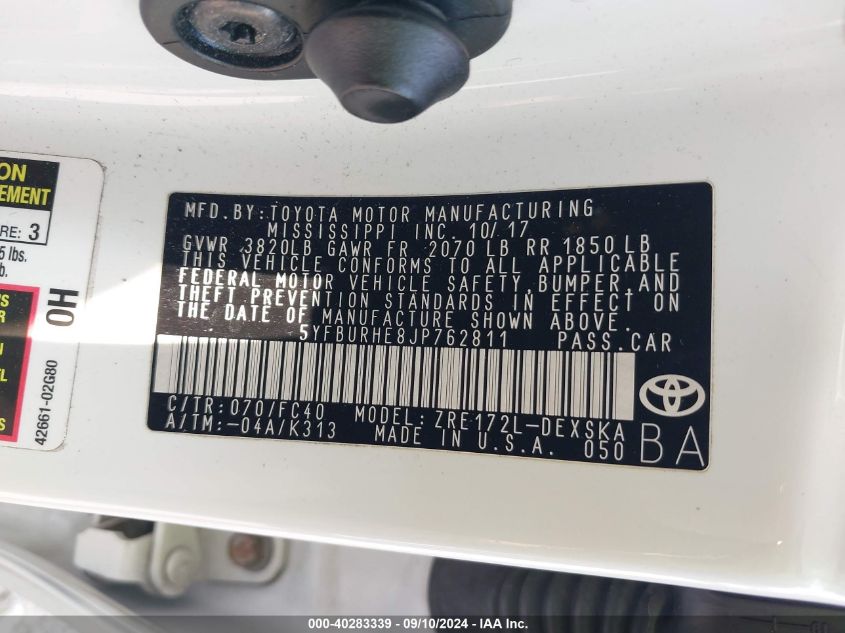 ON
EMENT
RE: 3
5 lbs.
b.
OH
42661-02G80
MFD. BY:TOYOTA MOTOR MANUFACTURING
MISSISSIPPI INC. 10/17
GVWR 3820LB GAWR FR 2070 LB RR 1850 LB
THIS VEHICLE CONFORMS TO ALL APPLICABLE
FEDERAL MOTOR VEHICLE SAFETY,BUMPER,AND
THEFT PREVENTION STANDARDS IN EFFECT ON
THE DATE OF MANUFACTURE SHOWN ABOVE.
5YFBURHE8JP762811 PASS.CAR
C/TR: 070/FC40 MODEL: ZRE172L-DEXSKA
A/TM:-04A/K313 MADE IN U.S.A. 050
BA
000-40283339 - 09/10/2024 - IAA Inc.